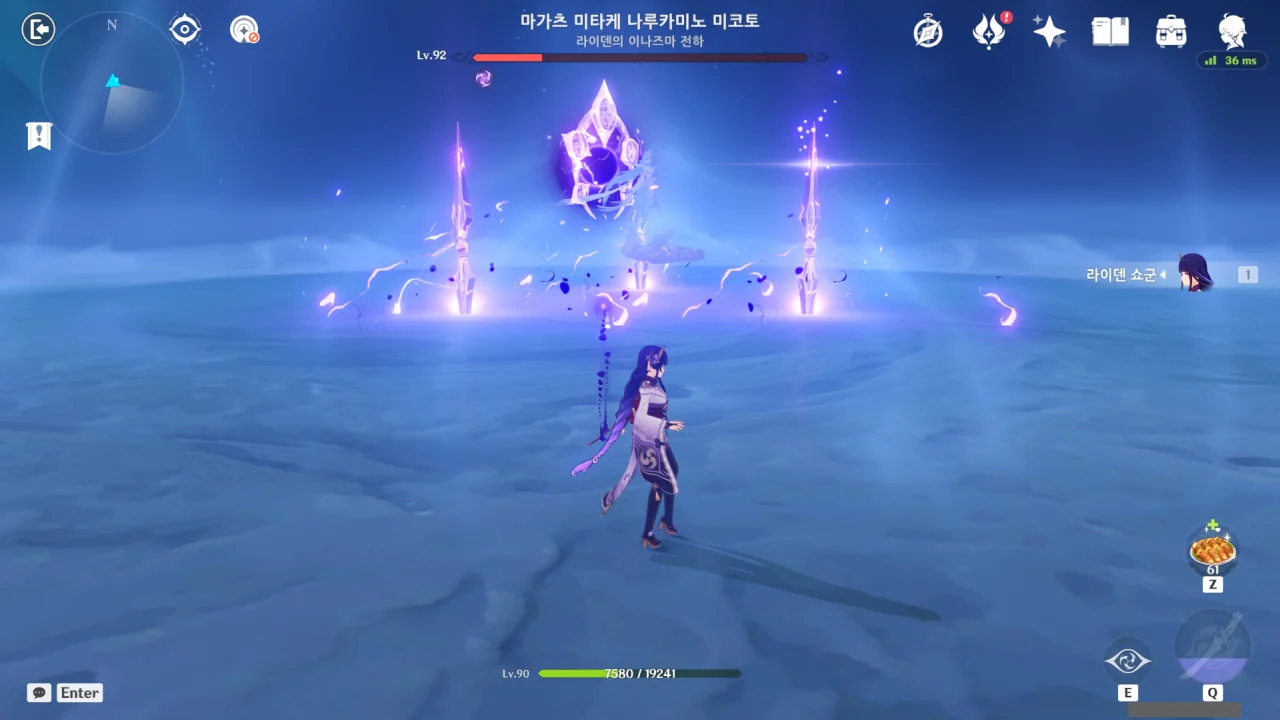 N
마가츠 미타케 나루카미노 미코토
라이덴의 이나즈마 전하
Lv.92
36 ms
라이덴 쇼군
1
61
Z
Lv.90
7580 / 19241
Enter
E
Q